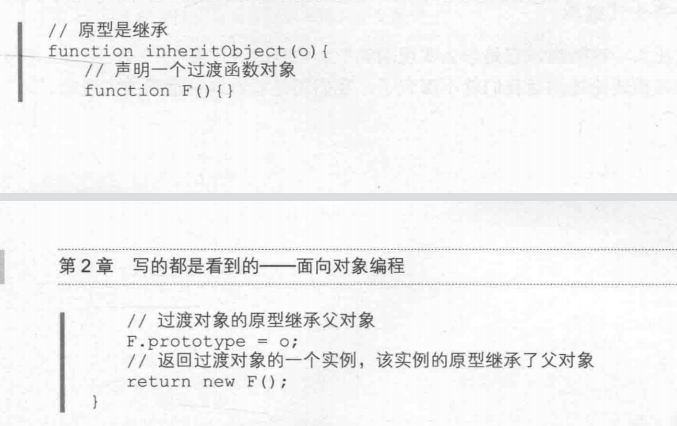 // 原型是继承
function inheritObject(o){
// 声明一个过渡函数对象
function F(){}
第 2 章 写的都是看到的——面向对象编程
// 过渡对象的原型继承父对象
F.prototype = o;
// 返回过渡对象的一个实例，该实例的原型继承了父对象
return new F();
}